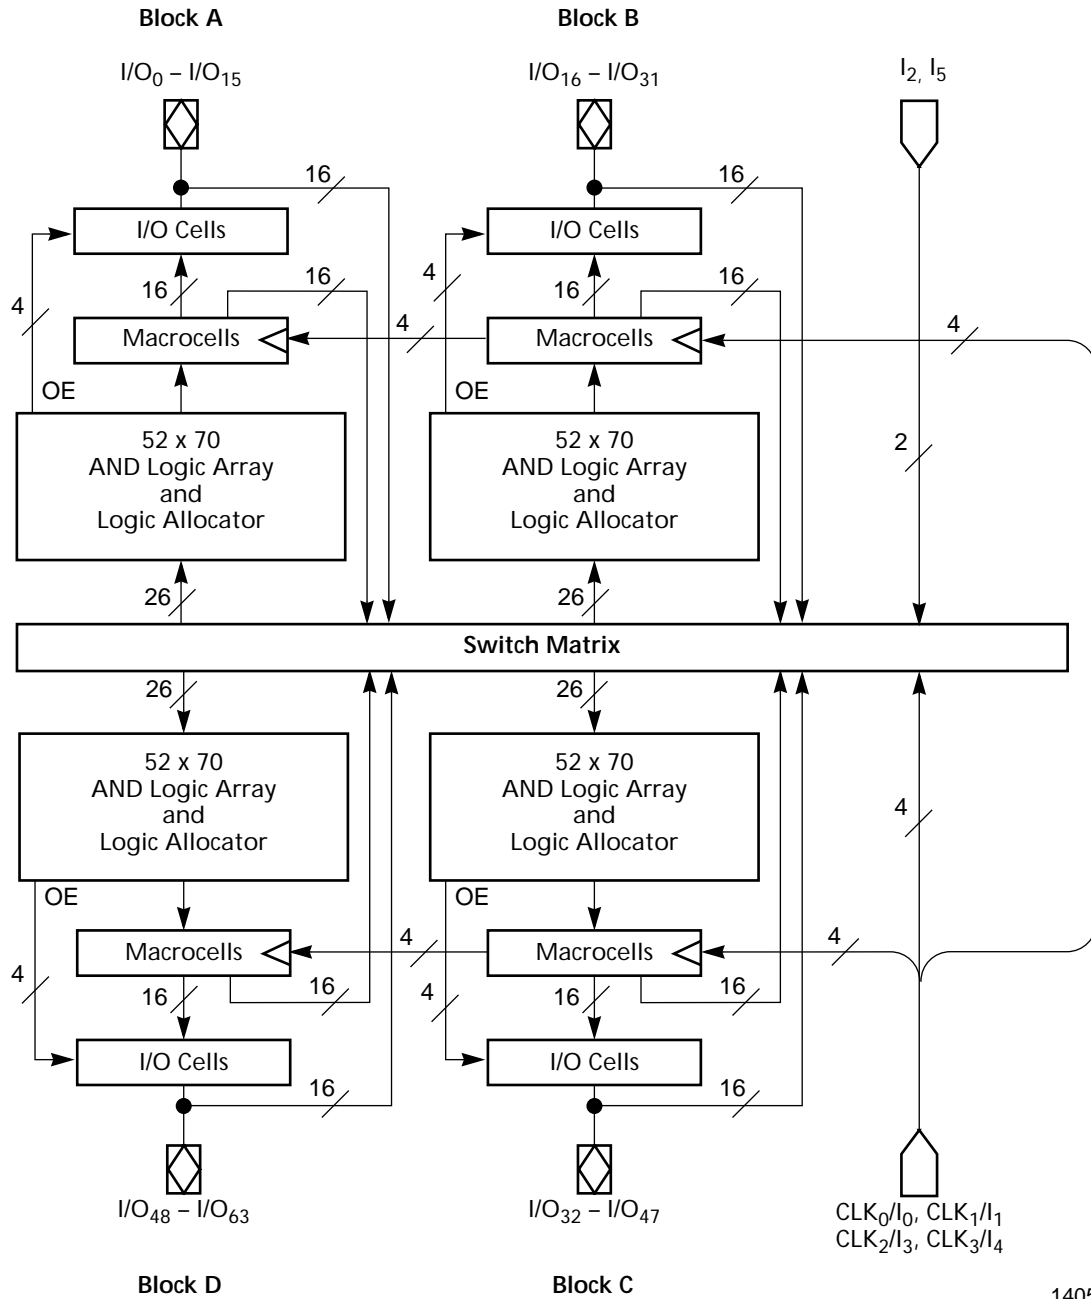 Block A
Block B
I/O0 – I/O15
I/O16 – I/O31
I2, I5
16
16
I/O Cells
I/O Cells
4
16
16
4
16
16
4
4
Macrocells
Macrocells
OE
OE
52 x 70
AND Logic Array
and
Logic Allocator
52 x 70
AND Logic Array
and
Logic Allocator
2
26
26
Switch Matrix
26
26
52 x 70
AND Logic Array
and
Logic Allocator
52 x 70
AND Logic Array
and
Logic Allocator
4
OE
OE
Macrocells
4
Macrocells
4
4
16
16
4
16
16
I/O Cells
I/O Cells
16
16
I/O48 – I/O63
I/O32 – I/O47
CLK0/I0, CLK1/I1
CLK2/I3, CLK3/I4
Block D
Block C